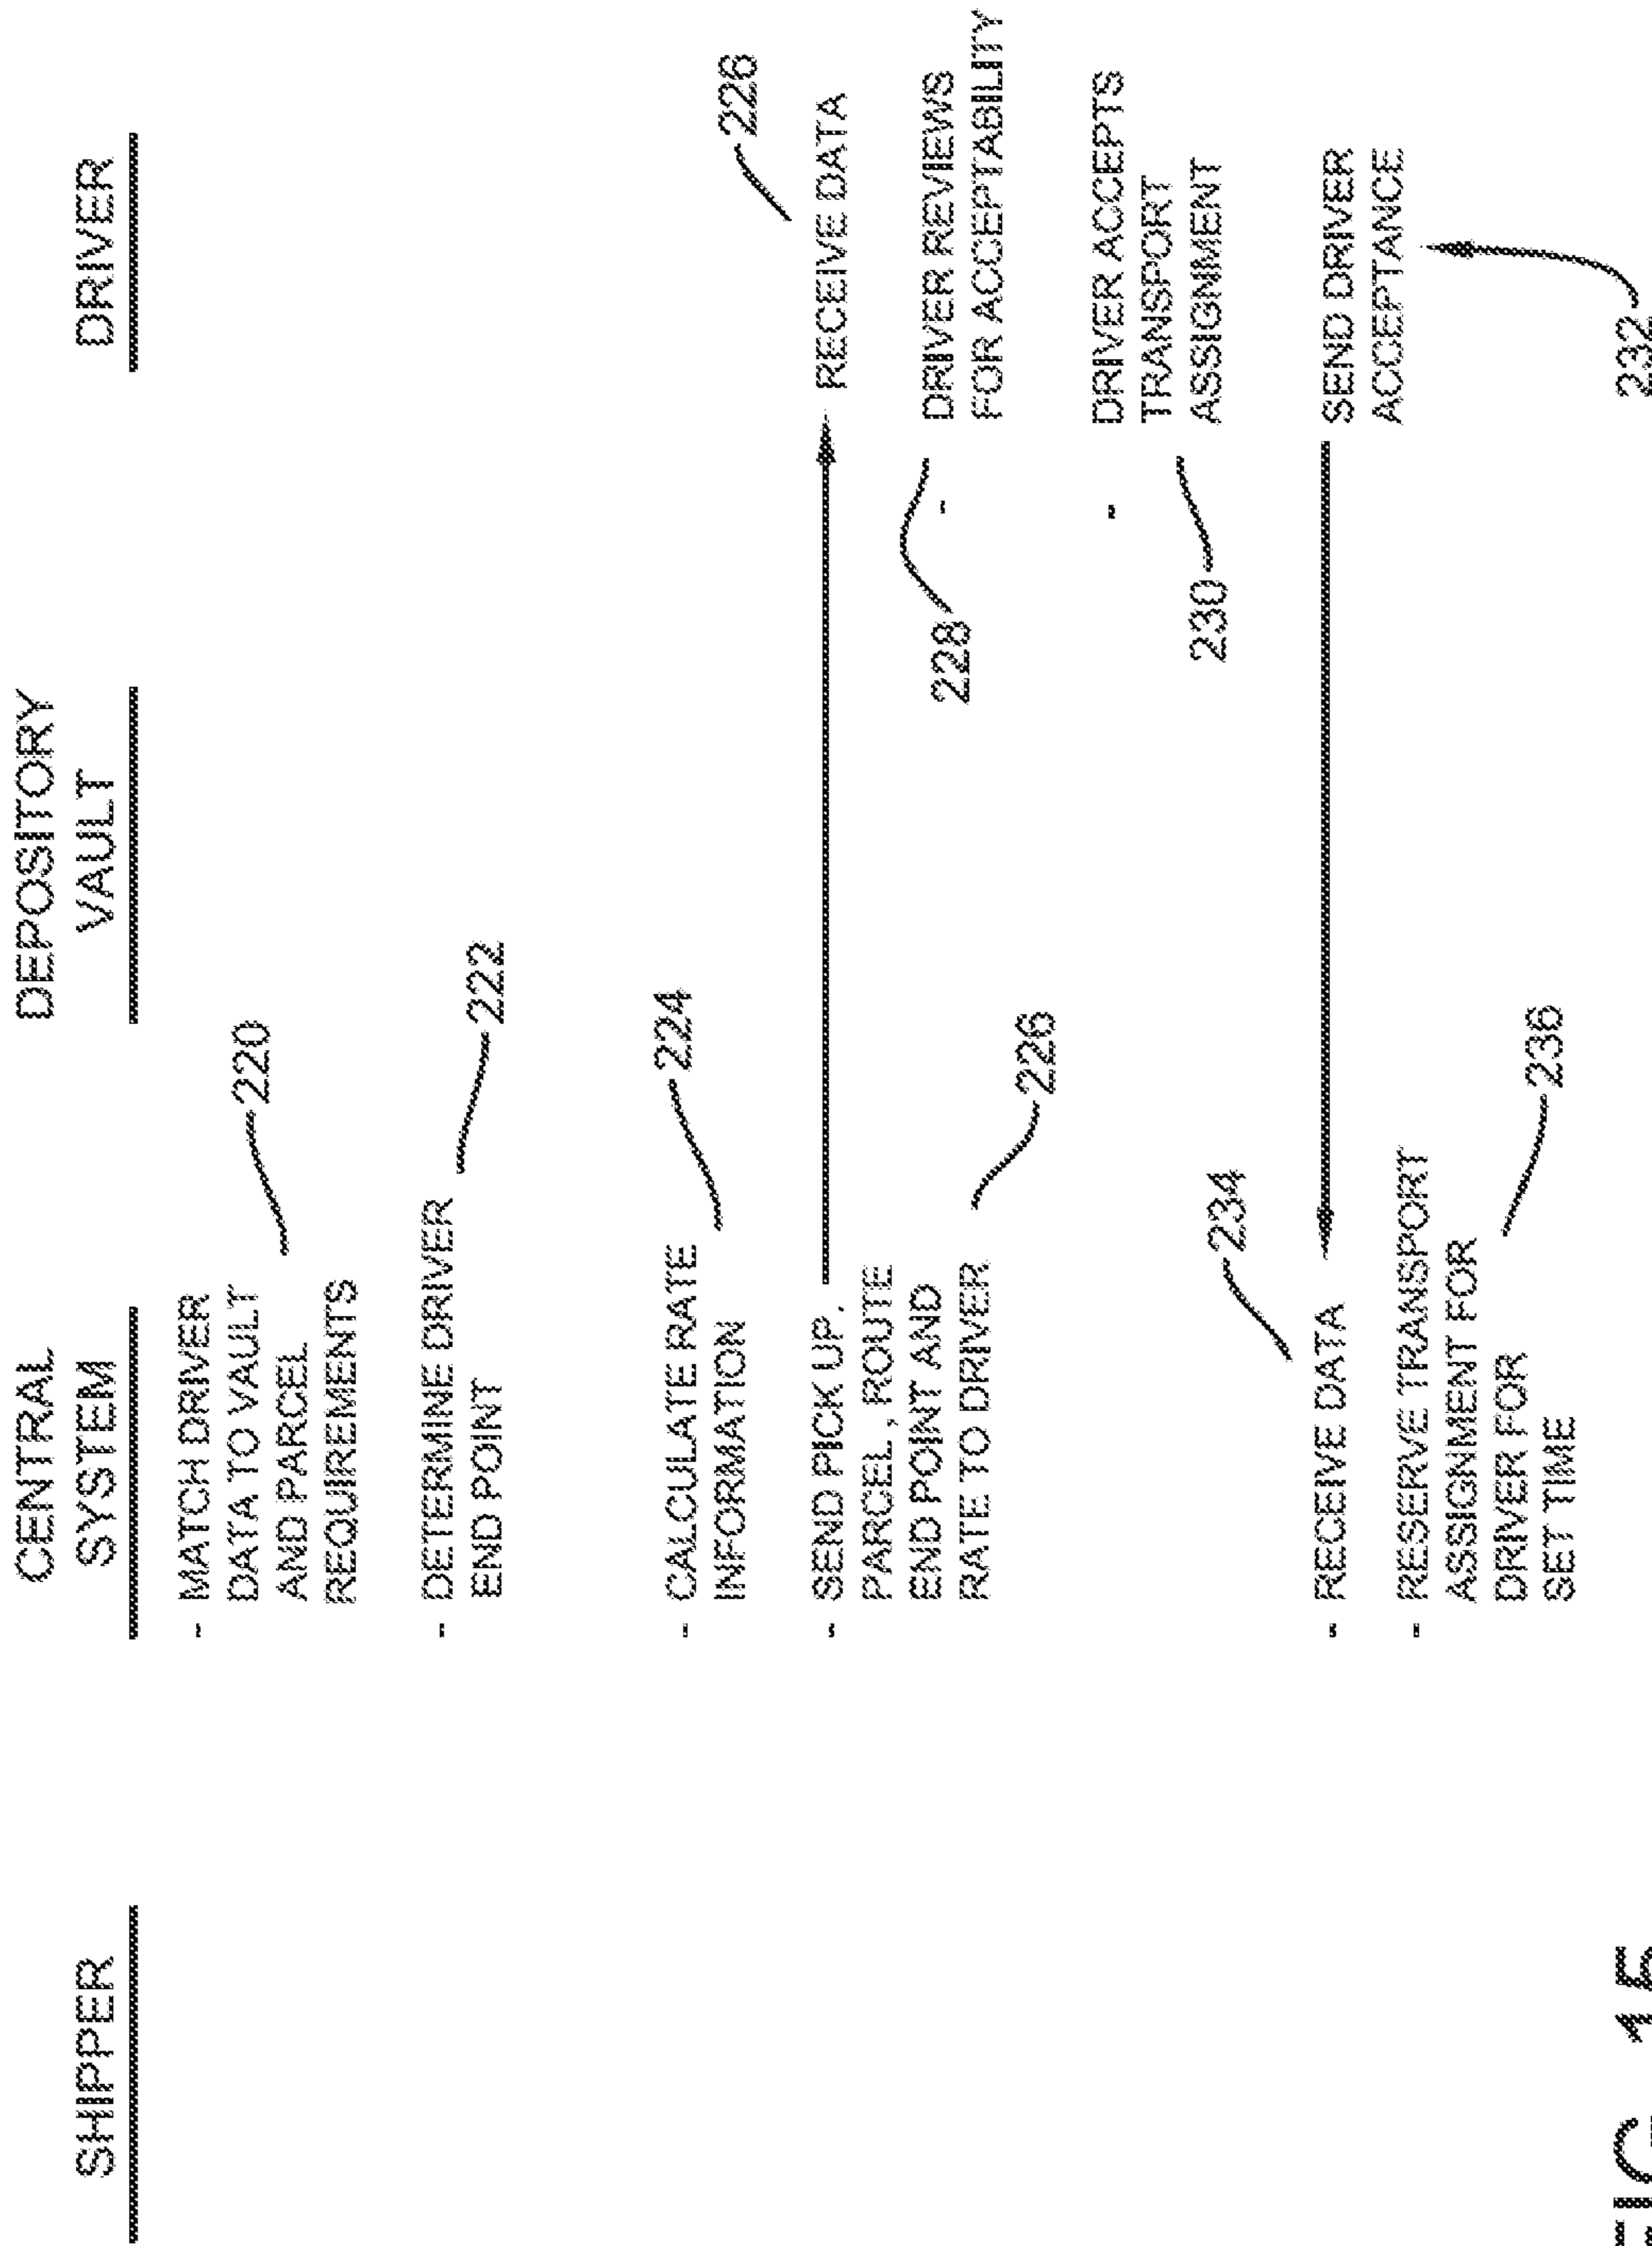 SHIPPER
CENTRAL
SYSTEM
DEPOSITORY
VAULT
DRIVER
- MATCH DRIVER
DATA TO VAULT
AND PARCEL
REQUIREMENTS
220
- DETERMINE DRIVER
END POINT
222
- CALCULATE RATE
INFORMATION
224
- SEND PICK UP,
PARCEL, ROUTE
END POINT AND
RATE TO DRIVER
226
RECEIVE DATA
226
- DRIVER REVIEWS
FOR ACCEPTABILITY
228
- DRIVER ACCEPTS
TRANSPORT
ASSIGNMENT
230
SEND DRIVER
ACCEPTANCE
232
- RECEIVE DATA
234
- RESERVE TRANSPORT
ASSIGNMENT FOR
DRIVER FOR
SET TIME
236
FIG. 15